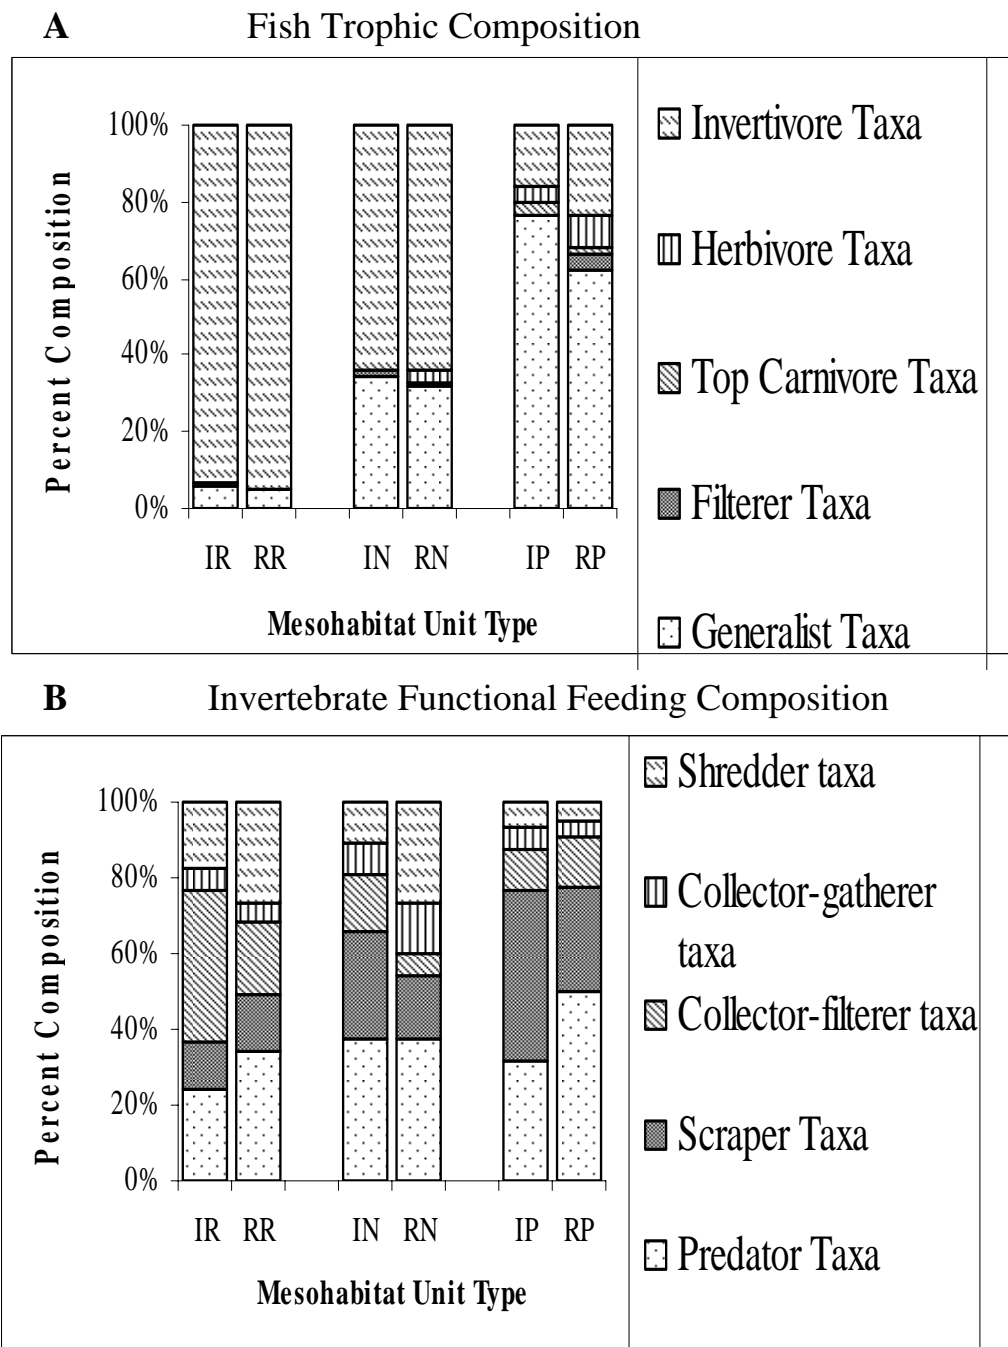 A Fish Trophic Composition
100%
80%
60%
40%
20%
0%
Percent Composition
IR RR IN RN IP RP
Mesohabitat Unit Type
Invertivore Taxa
Herbivore Taxa
Top Carnivore Taxa
Filterer Taxa
Generalist Taxa
B Invertebrate Functional Feeding Composition
100%
80%
60%
40%
20%
0%
Percent Composition
IR RR IN RN IP RP
Mesohabitat Unit Type
Shredder taxa
Collector-gatherer
taxa
Collector-filterer taxa
Scraper Taxa
Predator Taxa